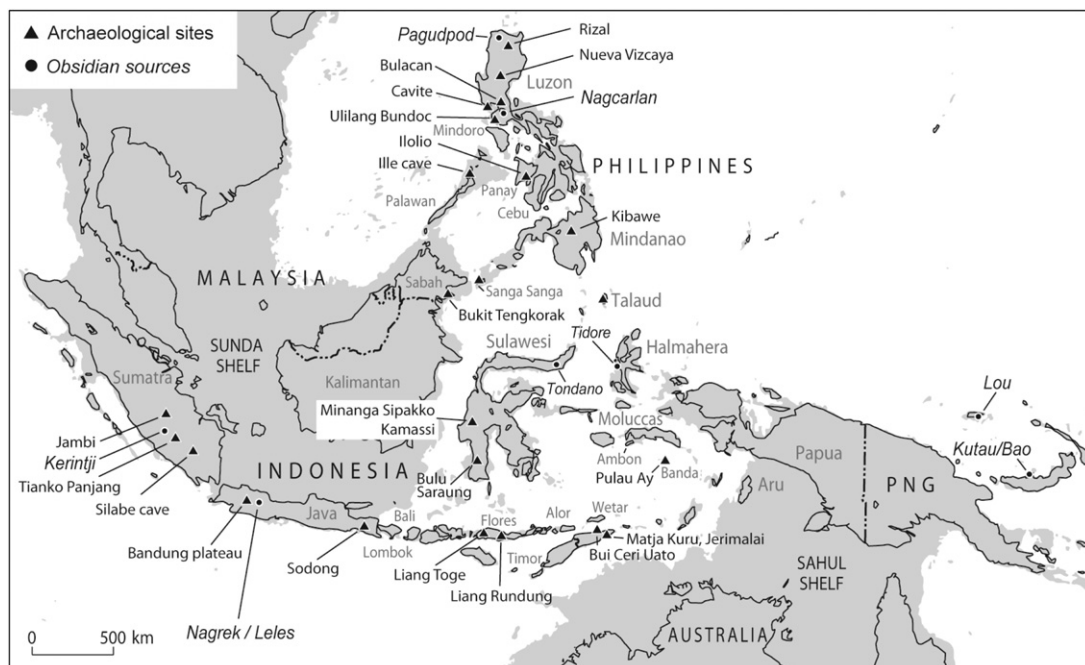 Archaeological sites
Obsidian sources
Pagudpod
Rizal
Nueva Vizcaya
Bulacan
Luzon
Cavite
Nagcarlan
Ulilang Bundoc
Mindoro
Ilolio
PHILIPPINES
Ille cave
Panay
Palawan
Cebu
Kibawe
Mindanao
MALAYSIA
Sabah
Sanga Sanga
Talaud
Bukit Tengkorak
SUNDA
SHELF
Sulawesi
Tidore
Halmahera
Sumatra
Kalimantan
Tondano
Lou
Minanga Sipakko
Kamassi
Moluccas
Jambi
Kerintji
Ambon
Papua
Kutau/Bao
Tianko Panjang
INDONESIA
Bulu
Saraung
Pulau Ay
Banda
Aru
PNG
Silabe cave
Java
Bali
Flores
Alor
Wetar
Bandung plateau
Lombok
Sodong
Timor
Matja Kuru, Jerimalai
Bui Ceri Uato
Liang Toge
Liang Rundung
SAHUL
SHELF
0 500 km
Nagrek / Leles
AUSTRALIA